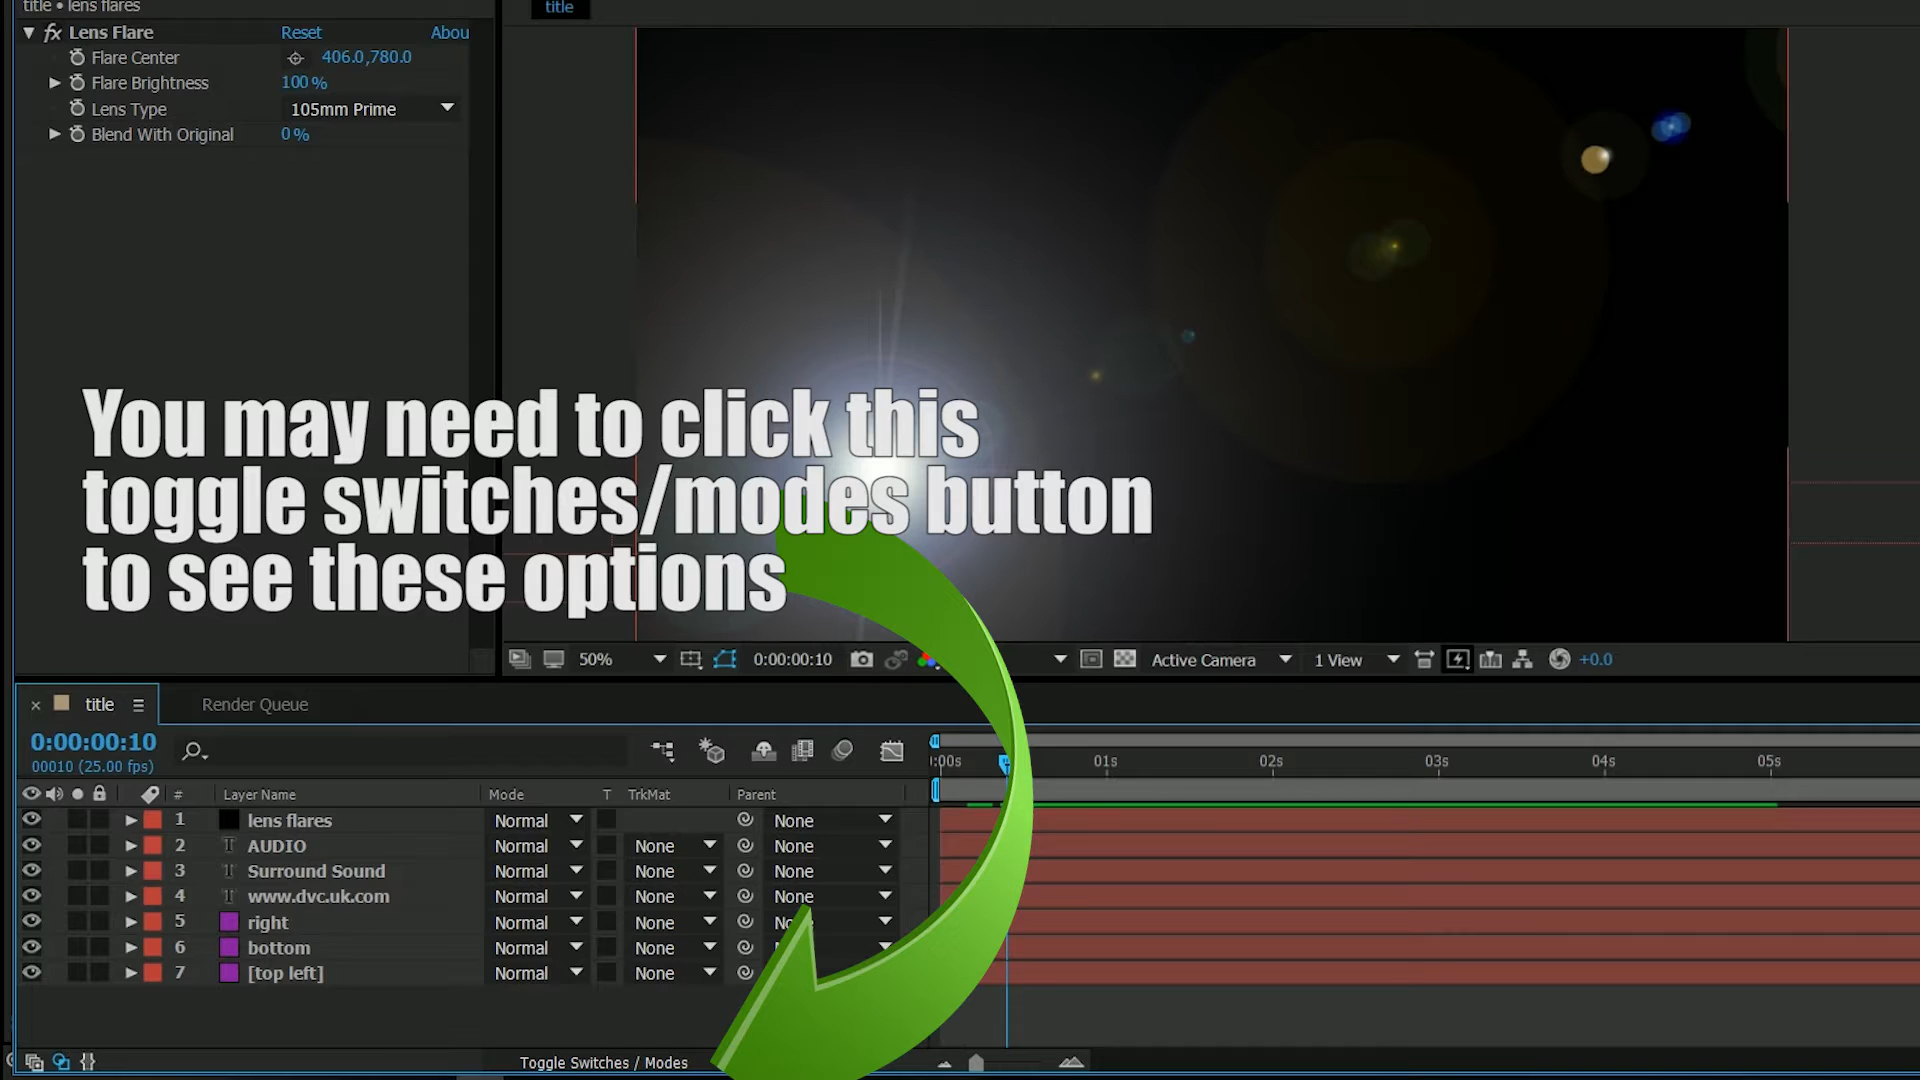 title • lens flares
title
fx Lens Flare Reset Abou
Flare Center 406.0,780.0
Flare Brightness 100 %
Lens Type 105mm Prime
Blend With Original 0 %
You may need to click this
toggle switches/modes button
to see these options
50% 0:00:00:10 Active Camera 1 View +0.0
× title Render Queue
0:00:00:10
00010 (25.00 fps)
:00s 01s 02s 03s 04s 05s
# Layer Name Mode T TrkMat Parent
1 lens flares Normal None
2 T AUDIO Normal None None
3 T Surround Sound Normal None None
4 T www.dvc.uk.com Normal None None
5 right Normal None
6 bottom Normal None
7 [top left] Normal None
Toggle Switches / Modes